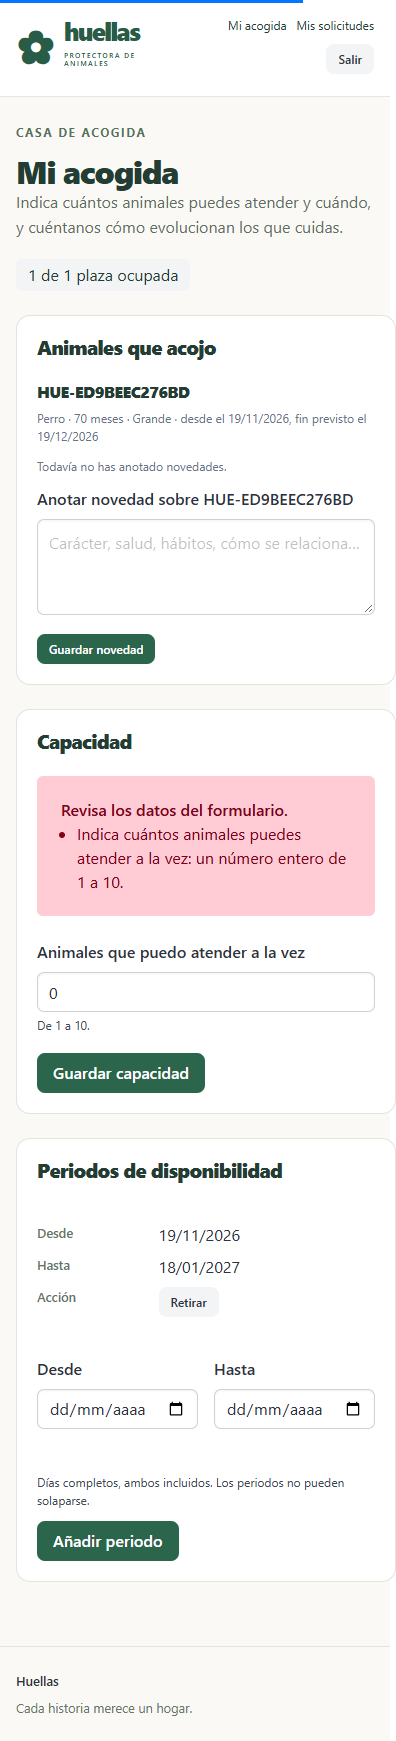 huellas
PROTECTORA DE
ANIMALES
Mi acogida Mis solicitudes
Salir
CASA DE ACOGIDA
Mi acogida
Indica cuántos animales puedes atender y cuándo,
y cuéntanos cómo evolucionan los que cuidas.
1 de 1 plaza ocupada
Animales que acojo
HUE-ED9BEEC276BD
Perro · 70 meses · Grande · desde el 19/11/2026, fin previsto el
19/12/2026
Todavía no has anotado novedades.
Anotar novedad sobre HUE-ED9BEEC276BD
Carácter, salud, hábitos, cómo se relaciona...
Guardar novedad
Capacidad
Revisa los datos del formulario.
• Indica cuántos animales puedes
atender a la vez: un número entero de
1 a 10.
Animales que puedo atender a la vez
0
De 1 a 10.
Guardar capacidad
Periodos de disponibilidad
Desde 19/11/2026
Hasta 18/01/2027
Acción Retirar
Desde Hasta
dd/mm/aaaa dd/mm/aaaa
Días completos, ambos incluidos. Los periodos no pueden
solaparse.
Añadir periodo
Huellas
Cada historia merece un hogar.